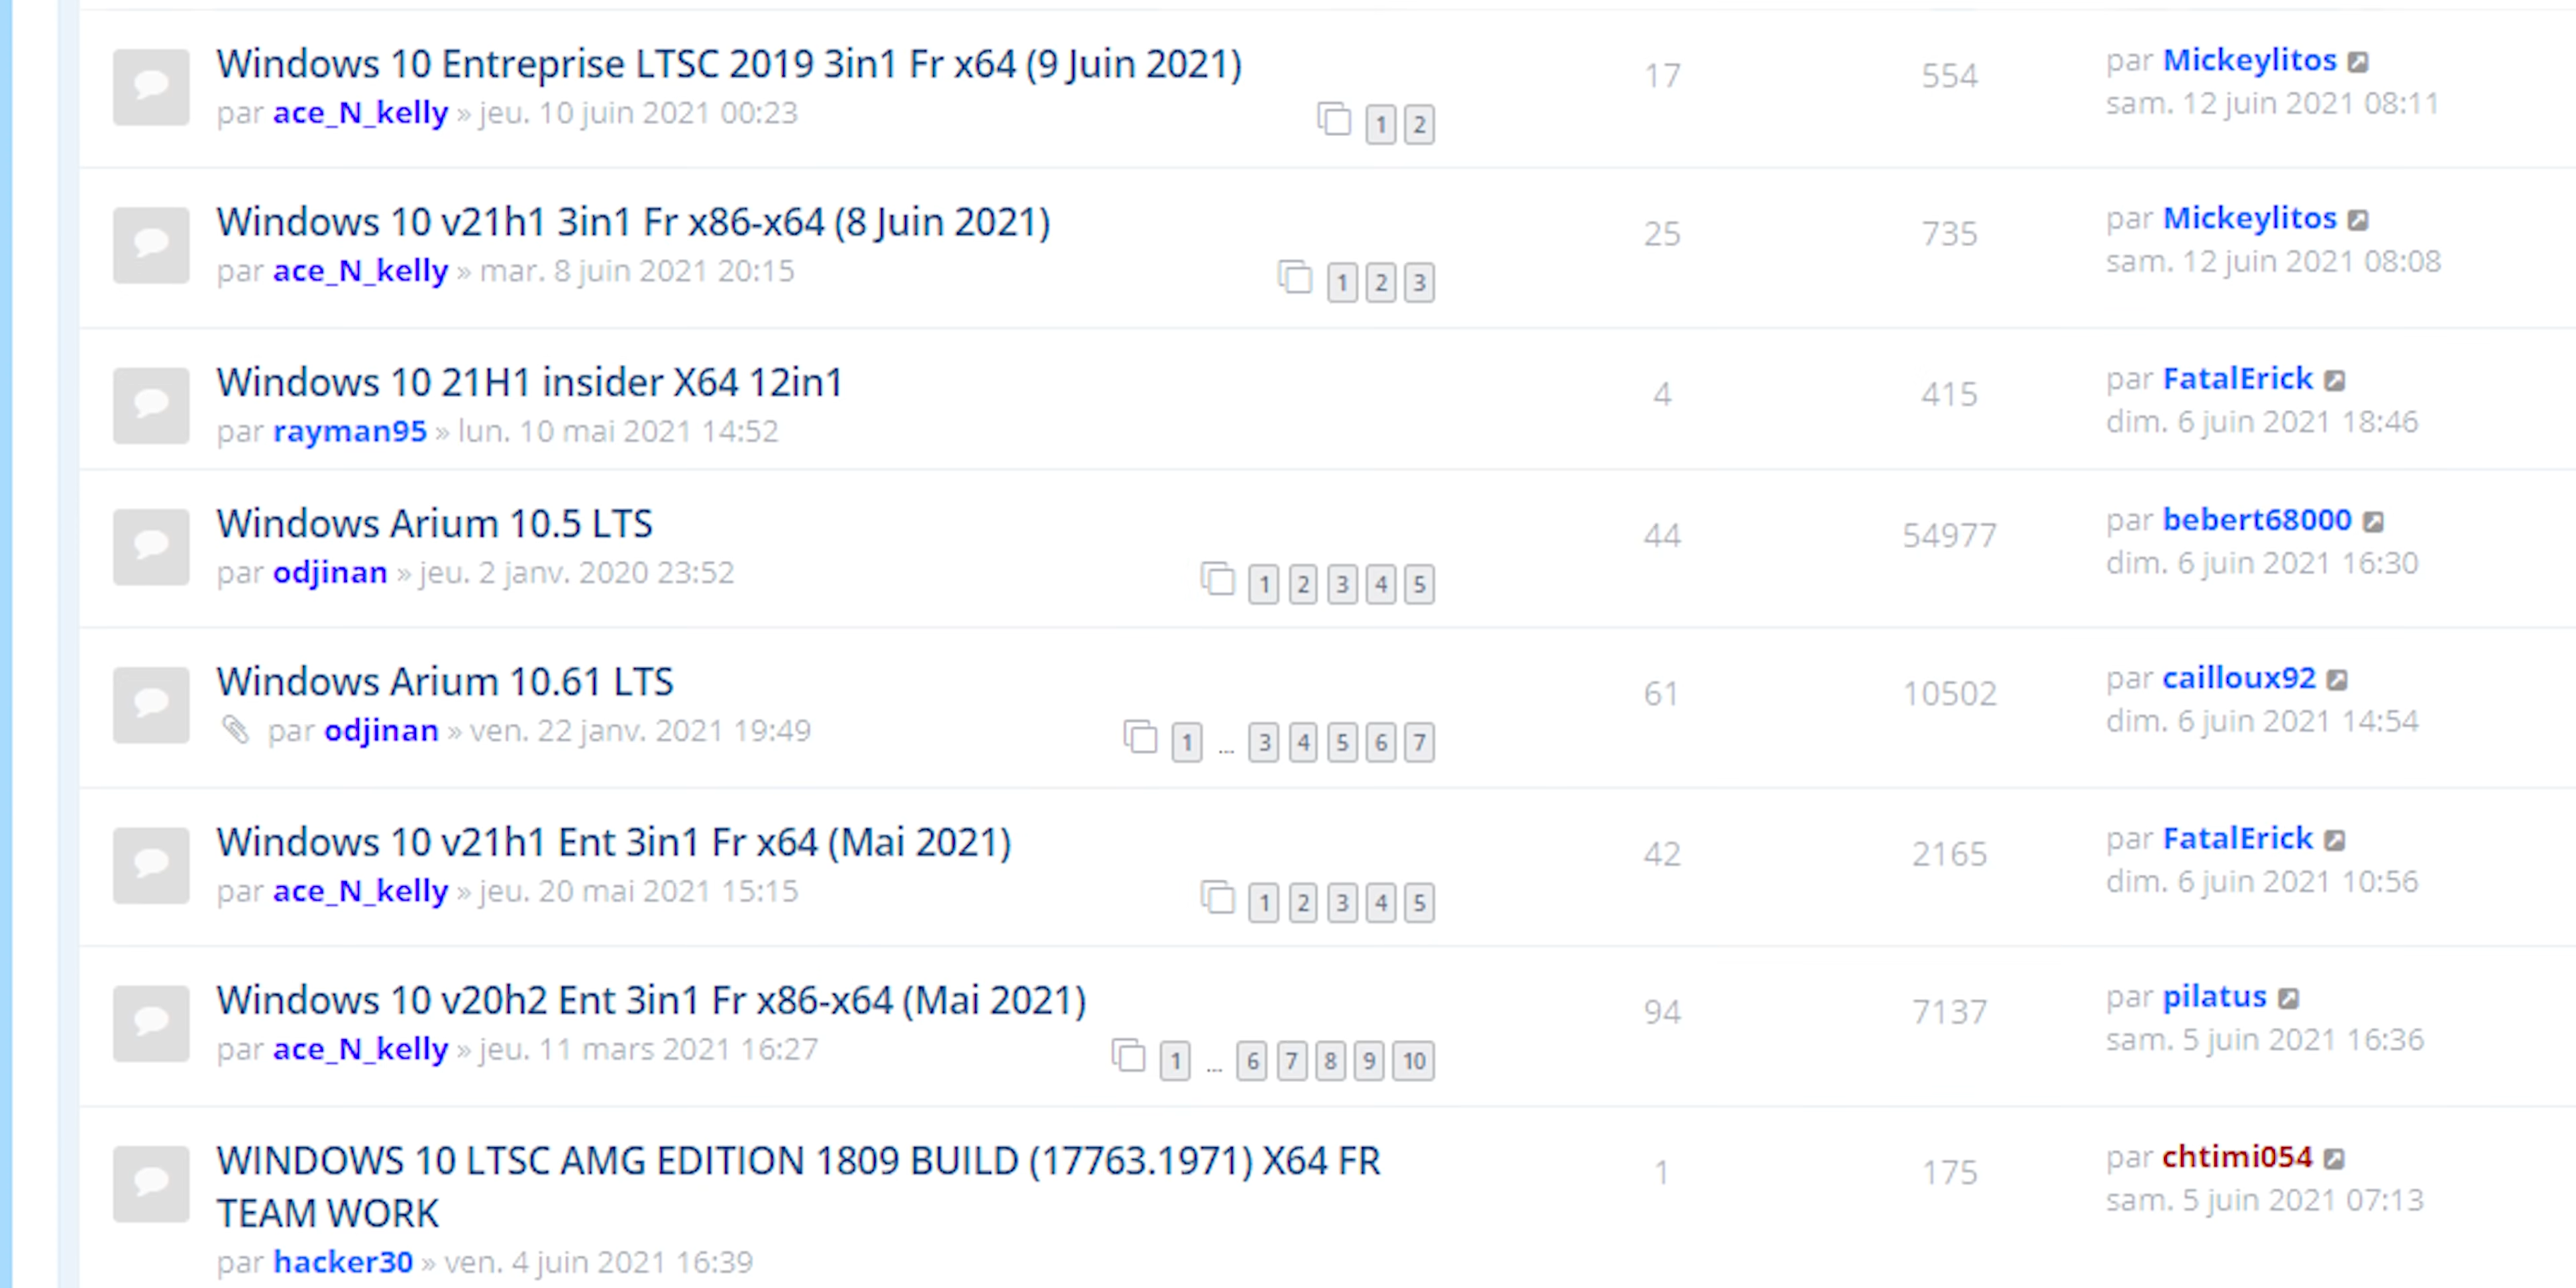 Windows 10 Entreprise LTSC 2019 3in1 Fr x64 (9 Juin 2021)
par ace_N_kelly » jeu. 10 juin 2021 00:23
1 2
17
554
par Mickeylitos
sam. 12 juin 2021 08:11
Windows 10 v21h1 3in1 Fr x86-x64 (8 Juin 2021)
par ace_N_kelly » mar. 8 juin 2021 20:15
1 2 3
25
735
par Mickeylitos
sam. 12 juin 2021 08:08
Windows 10 21H1 insider X64 12in1
par rayman95 » lun. 10 mai 2021 14:52
4
415
par FatalErick
dim. 6 juin 2021 18:46
Windows Arium 10.5 LTS
par odjinan » jeu. 2 janv. 2020 23:52
1 2 3 4 5
44
54977
par bebert68000
dim. 6 juin 2021 16:30
Windows Arium 10.61 LTS
par odjinan » ven. 22 janv. 2021 19:49
1 ... 3 4 5 6 7
61
10502
par cailloux92
dim. 6 juin 2021 14:54
Windows 10 v21h1 Ent 3in1 Fr x64 (Mai 2021)
par ace_N_kelly » jeu. 20 mai 2021 15:15
1 2 3 4 5
42
2165
par FatalErick
dim. 6 juin 2021 10:56
Windows 10 v20h2 Ent 3in1 Fr x86-x64 (Mai 2021)
par ace_N_kelly » jeu. 11 mars 2021 16:27
1 ... 6 7 8 9 10
94
7137
par pilatus
sam. 5 juin 2021 16:36
WINDOWS 10 LTSC AMG EDITION 1809 BUILD (17763.1971) X64 FR
TEAM WORK
par hacker30 » ven. 4 juin 2021 16:39
1
175
par chtimi054
sam. 5 juin 2021 07:13